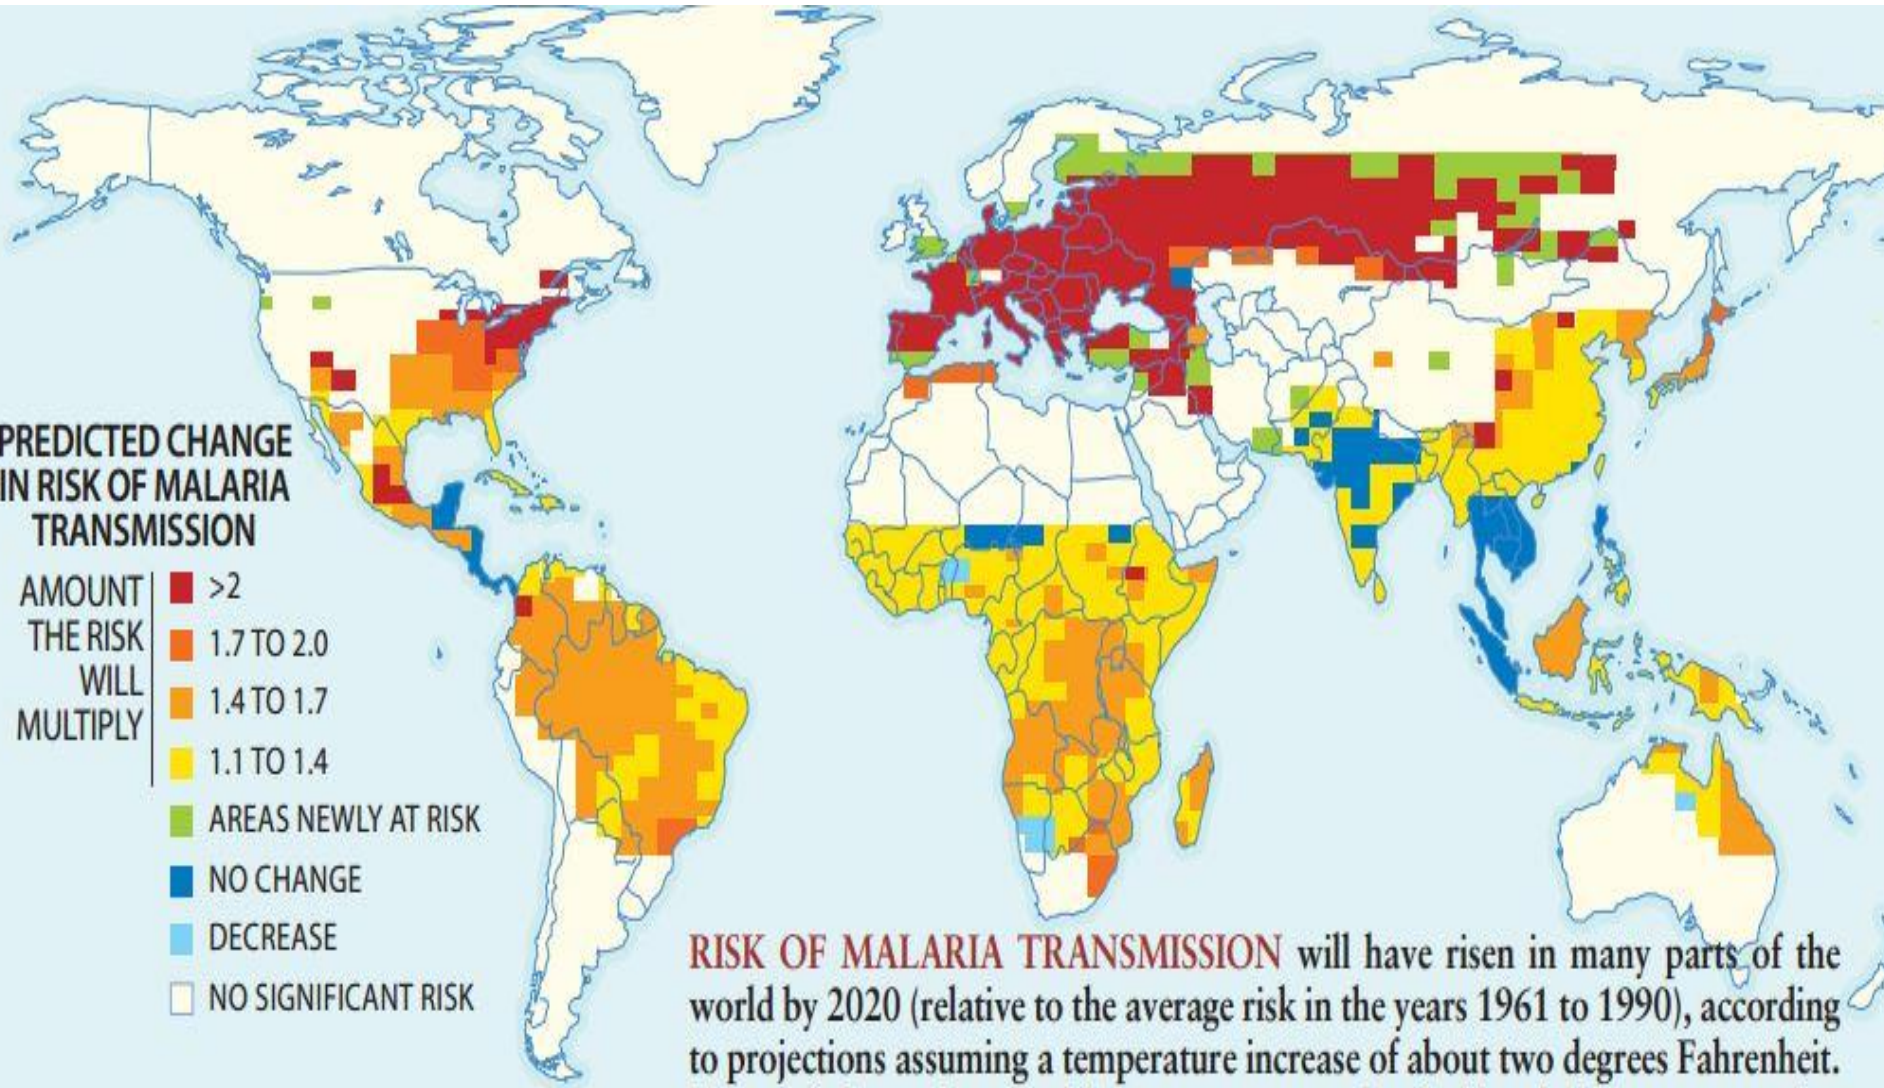 PREDICTED CHANGE
IN RISK OF MALARIA
TRANSMISSION
AMOUNT
THE RISK
WILL
MULTIPLY
>2
1.7 TO 2.0
1.4 TO 1.7
1.1 TO 1.4
AREAS NEWLY AT RISK
NO CHANGE
DECREASE
NO SIGNIFICANT RISK
RISK OF MALARIA TRANSMISSION will have risen in many parts of the
world by 2020 (relative to the average risk in the years 1961 to 1990), according
to projections assuming a temperature increase of about two degrees Fahrenheit.